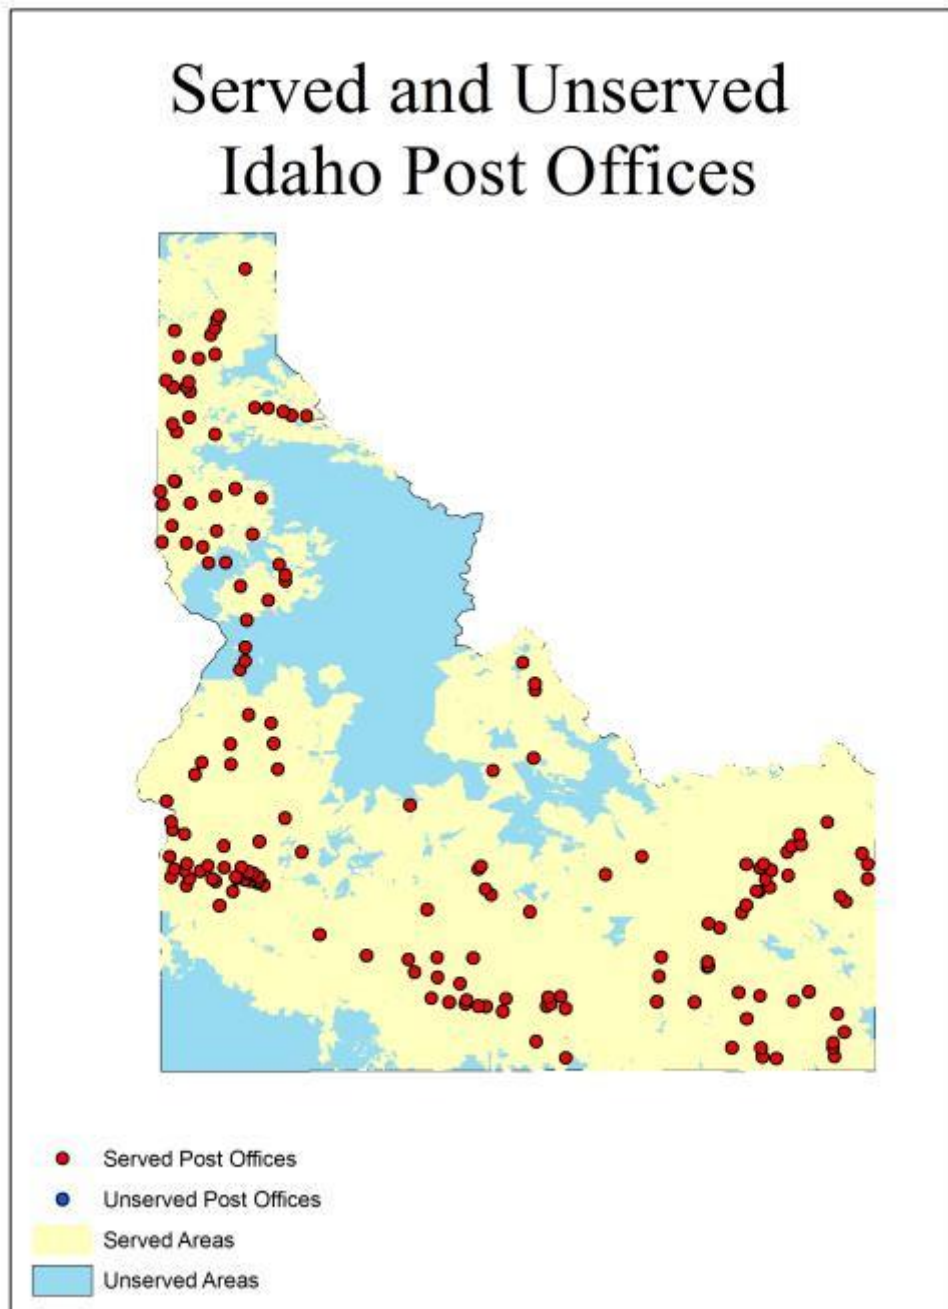 Served and Unserved
Idaho Post Offices
Served Post Offices
Unserved Post Offices
Served Areas
Unserved Areas